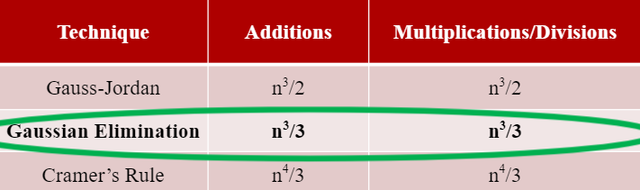 Technique Additions Multiplications/Divisions
Gauss-Jordan n³/2 n³/2
Gaussian Elimination n³/3 n³/3
Cramer's Rule n⁴/3 n⁴/3